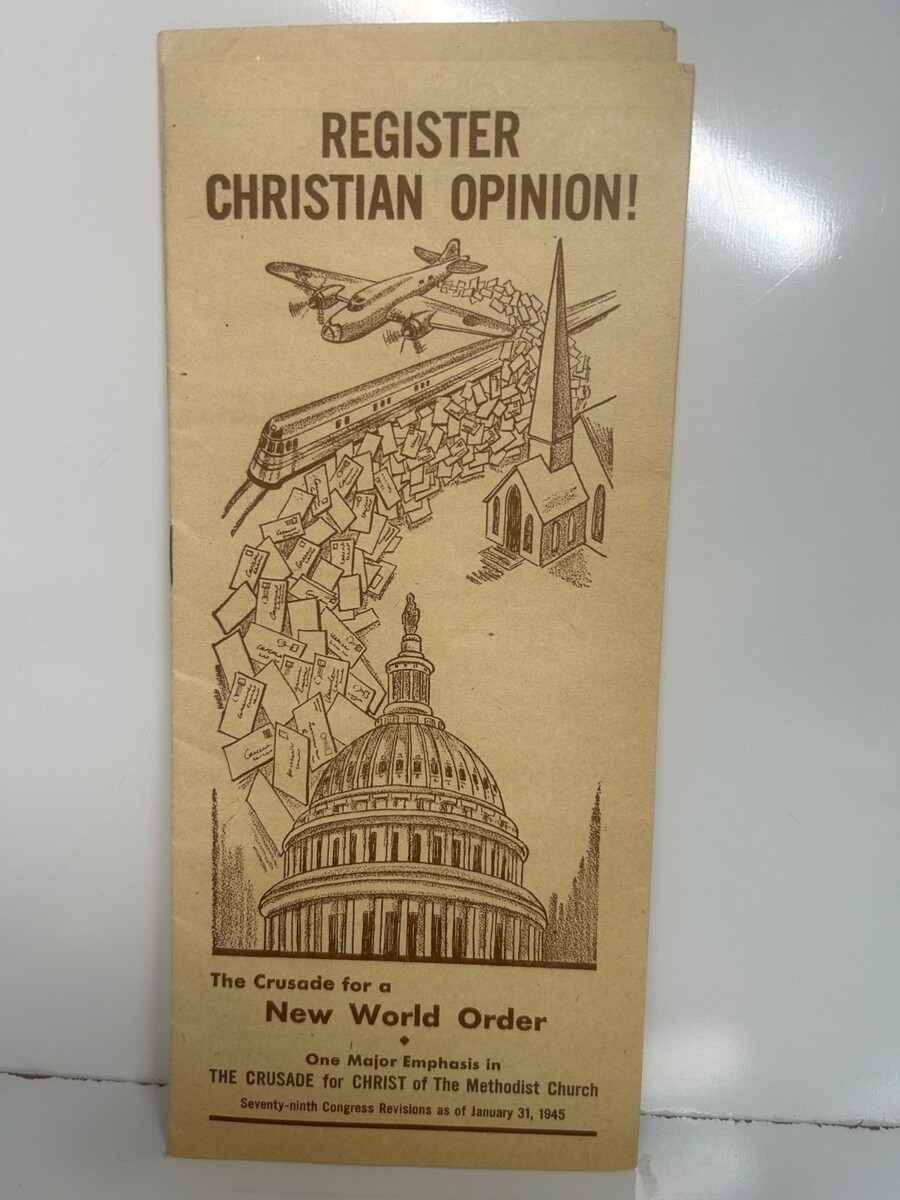 REGISTER
CHRISTIAN OPINION!
The Crusade for a
New World Order
One Major Emphasis in
THE CRUSADE for CHRIST of The Methodist Church
Seventy-ninth Congress Revisions as of January 31, 1945